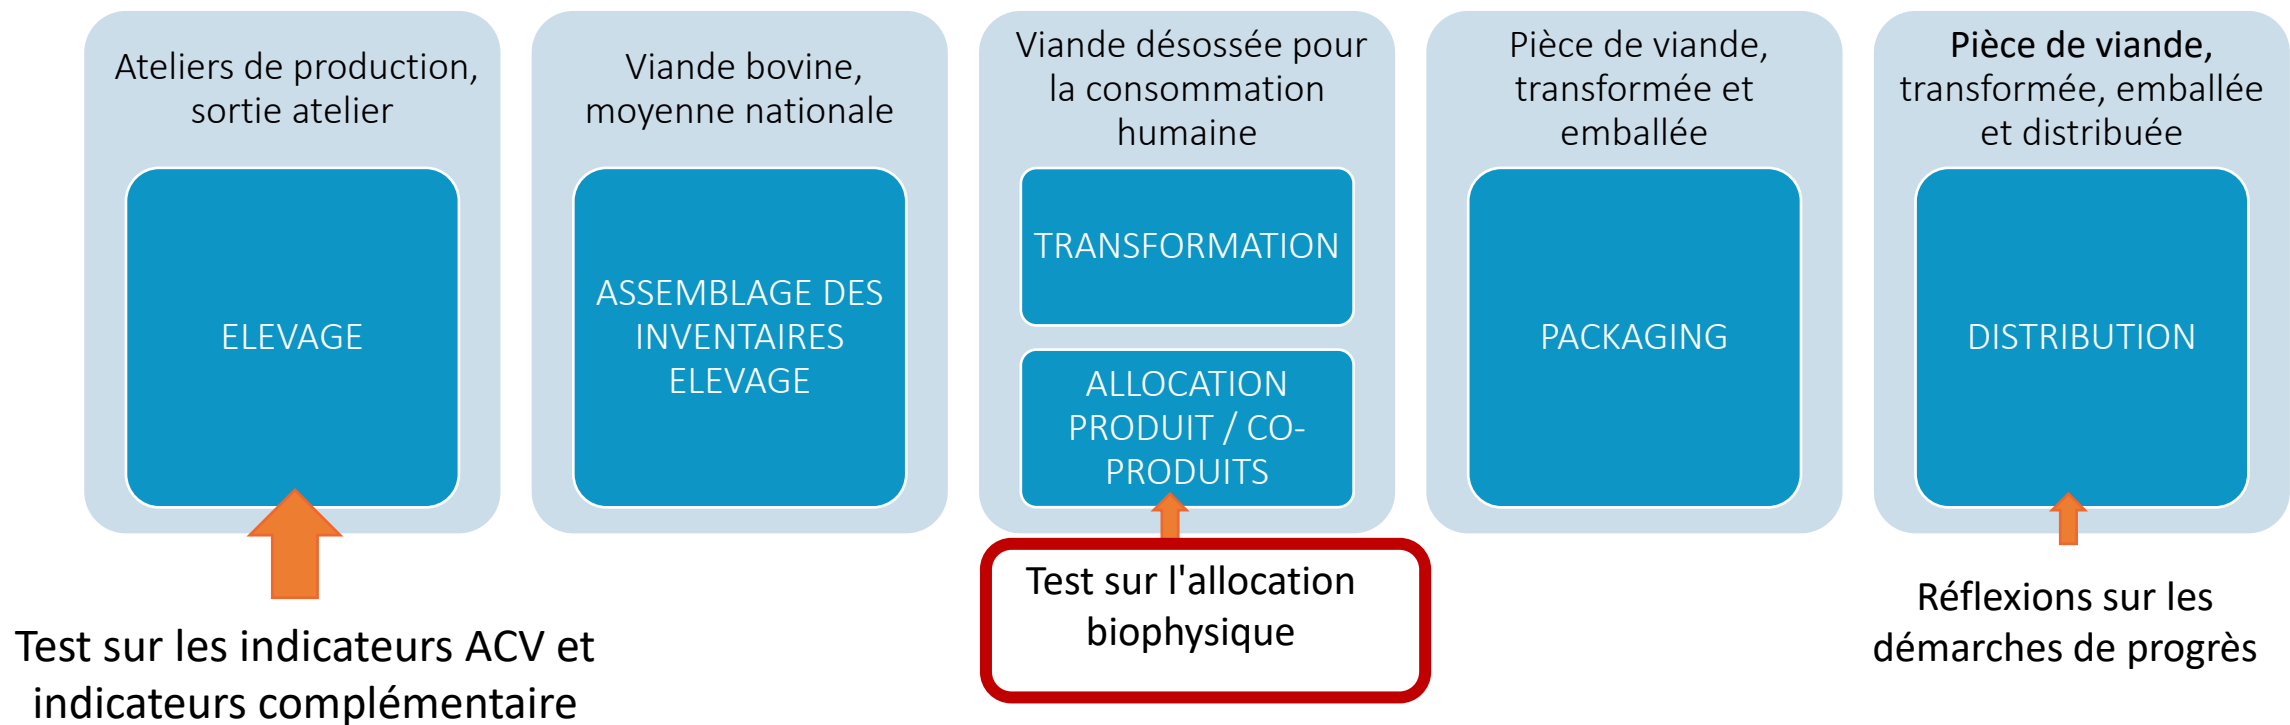 Ateliers de production,
sortie atelier
ELEVAGE
Viande bovine,
moyenne nationale
ASSEMBLAGE DES
INVENTAIRES
ELEVAGE
Viande désossée pour
la consommation
humaine
TRANSFORMATION
ALLOCATION
PRODUIT / CO-
PRODUITS
Pièce de viande,
transformée et
emballée
PACKAGING
Pièce de viande,
transformée, emballée
et distribuée
DISTRIBUTION
Test sur les indicateurs ACV et
indicateurs complémentaire
Test sur l'allocation
biophysique
Réflexions sur les
démarches de progrès